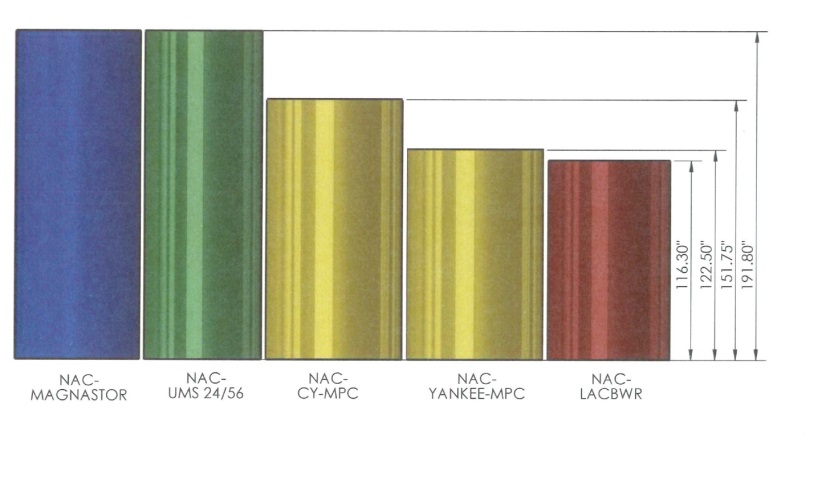 116.30"
122.50"
151.75"
191.80"
NAC-
MAGNASTOR
NAC-
UMS 24/56
NAC-
CY-MPC
NAC-
YANKEE-MPC
NAC-
LACBWR